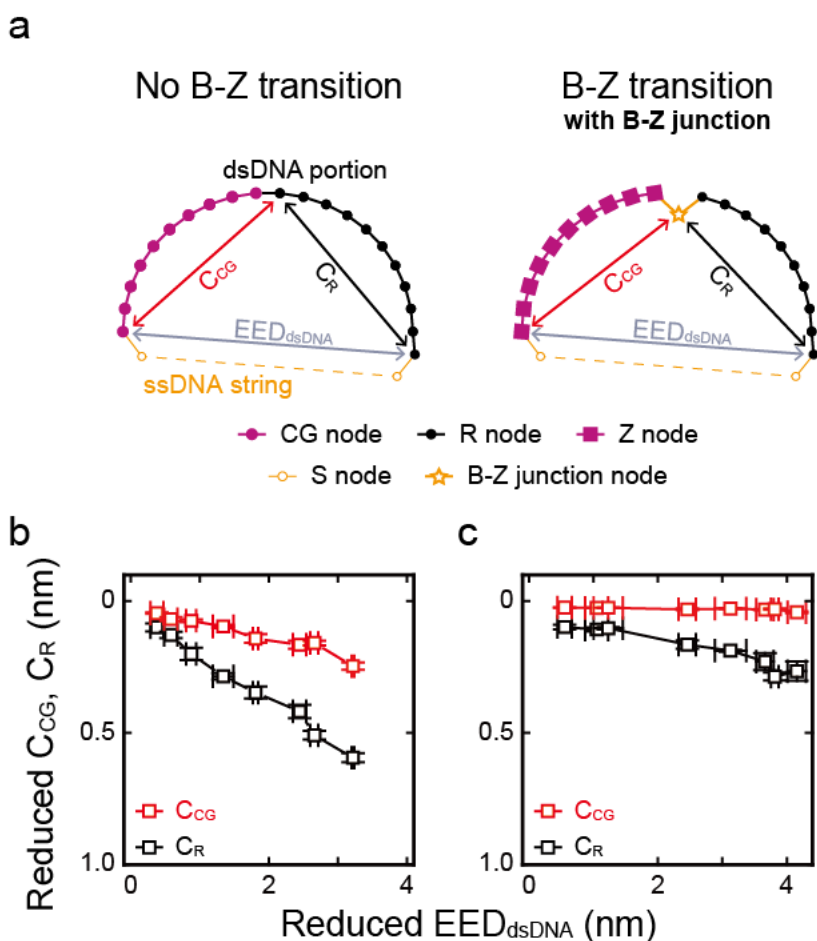 a
No B-Z transition
B-Z transition
with B-Z junction
dsDNA portion
CCG
CR
EEDdsDNA
ssDNA string
CCG
CR
EEDdsDNA
CG node
R node
Z node
S node
B-Z junction node
b
c
Reduced CCG, CR (nm)
0
0.5
1.0
CCG
CR
0
2
4
0
0.5
1.0
CCG
CR
0
2
4
Reduced EEDdsDNA (nm)